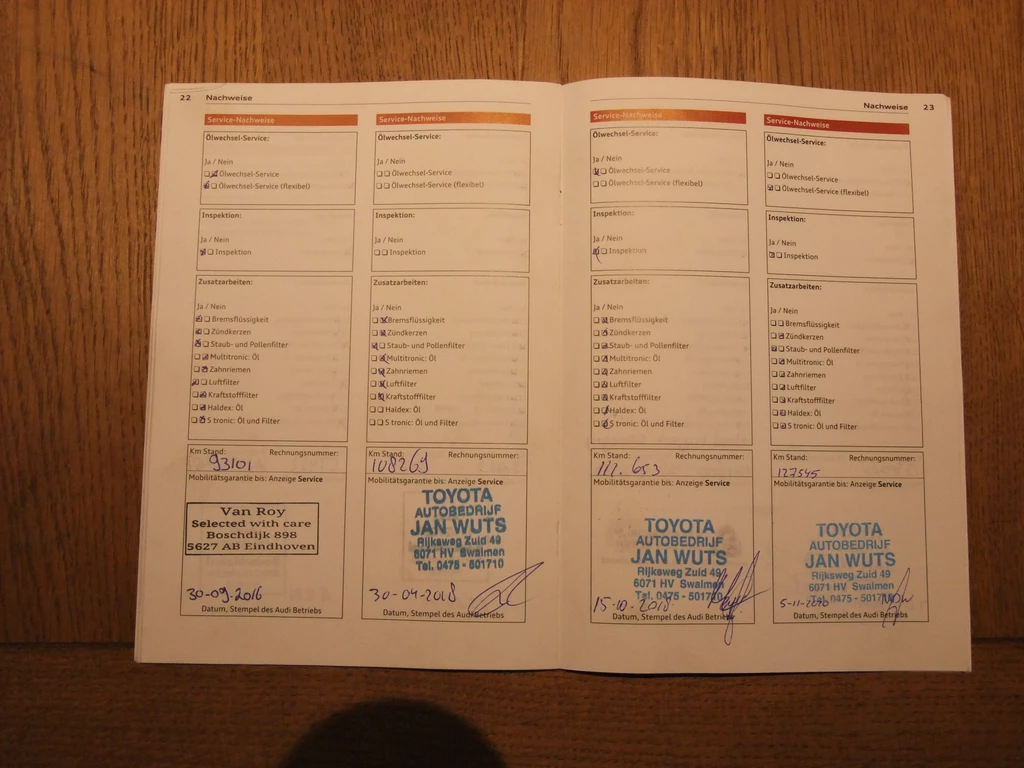 22 Nachweise
Service-Nachweise
Ölwechsel-Service:
Ja / Nein
Ölwechsel-Service
Ölwechsel-Service (flexibel)
Inspektion:
Ja / Nein
Inspektion
Zusatzarbeiten:
Ja / Nein
Bremsflüssigkeit
Zündkerzen
Staub- und Pollenfilter
Multitronic: Öl
Zahnriemen
Luftfilter
Kraftstofffilter
Haldex: Öl
S tronic: Öl und Filter
Km Stand: Rechnungsnummer:
93101
Mobilitätsgarantie bis: Anzeige Service
Van Roy
Selected with care
Boschdijk 898
5627 AB Eindhoven
30-09-2016
Datum, Stempel des Audi Betriebs
Service-Nachweise
Ölwechsel-Service:
Ja / Nein
Ölwechsel-Service
Ölwechsel-Service (flexibel)
Inspektion:
Ja / Nein
Inspektion
Zusatzarbeiten:
Ja / Nein
Bremsflüssigkeit
Zündkerzen
Staub- und Pollenfilter
Multitronic: Öl
Zahnriemen
Luftfilter
Kraftstofffilter
Haldex: Öl
S tronic: Öl und Filter
Km Stand: Rechnungsnummer:
108269
Mobilitätsgarantie bis: Anzeige Service
TOYOTA
AUTOBEDRIJF
JAN WUTS
Rijksweg Zuid 49
6071 HV Swalmen
Tel. 0475 - 501710
30-04-2018
Datum, Stempel des Audi Betriebs
Nachweise 23
Service-Nachweise
Ölwechsel-Service:
Ja / Nein
Ölwechsel-Service
Ölwechsel-Service (flexibel)
Inspektion:
Ja / Nein
Inspektion
Zusatzarbeiten:
Ja / Nein
Bremsflüssigkeit
Zündkerzen
Staub- und Pollenfilter
Multitronic: Öl
Zahnriemen
Luftfilter
Kraftstofffilter
Haldex: Öl
S tronic: Öl und Filter
Km Stand: Rechnungsnummer:
Mobilitätsgarantie bis: Anzeige Service
TOYOTA
AUTOBEDRIJF
JAN WUTS
Rijksweg Zuid 49
6071 HV Swalmen
Tel. 0475 - 501710
15-10-2018
Datum, Stempel des Audi Betriebs
Service-Nachweise
Ölwechsel-Service:
Ja / Nein
Ölwechsel-Service
Ölwechsel-Service (flexibel)
Inspektion:
Ja / Nein
Inspektion
Zusatzarbeiten:
Ja / Nein
Bremsflüssigkeit
Zündkerzen
Staub- und Pollenfilter
Multitronic: Öl
Zahnriemen
Luftfilter
Kraftstofffilter
Haldex: Öl
S tronic: Öl und Filter
Km Stand: Rechnungsnummer:
127545
Mobilitätsgarantie bis: Anzeige Service
TOYOTA
AUTOBEDRIJF
JAN WUTS
Rijksweg Zuid 49
6071 HV Swalmen
Tel. 0475 - 501710
Datum, Stempel des Audi Betriebs